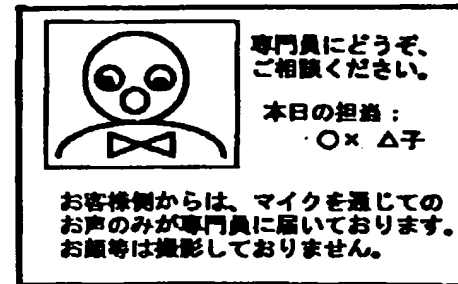 専門員にどうぞ、
ご相談ください。
本日の担当：
○× △子
お客様側からは、マイクを通じての
お声のみが専門員に届いております。
お顔等は撮影しておりません。